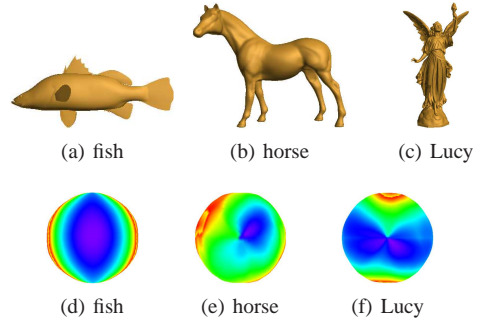 (a) fish
(b) horse
(c) Lucy
(d) fish
(e) horse
(f) Lucy